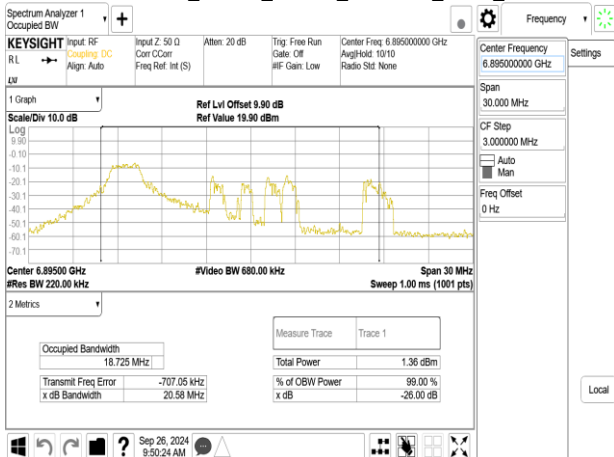 Spectrum Analyzer 1
Occupied BW
Frequency
KEYSIGHT
RL
Input: RF
Coupling: DC
Align: Auto
Input Z: 50 Ω
Corr CCorr
Freq Ref: Int (S)
Atten: 20 dB
Trig: Free Run
Gate: Off
#IF Gain: Low
Center Freq: 6.895000000 GHz
Avg|Hold: 10/10
Radio Std: None
Center Frequency
6.895000000 GHz
Settings
Span
30.000 MHz
CF Step
3.000000 MHz
Auto
Man
Freq Offset
0 Hz
Local
1 Graph
Scale/Div 10.0 dB
Ref Lvl Offset 9.90 dB
Ref Value 19.90 dBm
Log
9.90
-0.10
-10.1
-20.1
-30.1
-40.1
-50.1
-60.1
-70.1
Center 6.89500 GHz
#Res BW 220.00 kHz
#Video BW 680.00 kHz
Span 30 MHz
Sweep 1.00 ms (1001 pts)
2 Metrics
Measure Trace
Trace 1
Occupied Bandwidth
18.725 MHz
Total Power
1.36 dBm
Transmit Freq Error
-707.05 kHz
% of OBW Power
99.00 %
x dB Bandwidth
20.58 MHz
x dB
-26.00 dB
?
Sep 26, 2024
9:50:24 AM